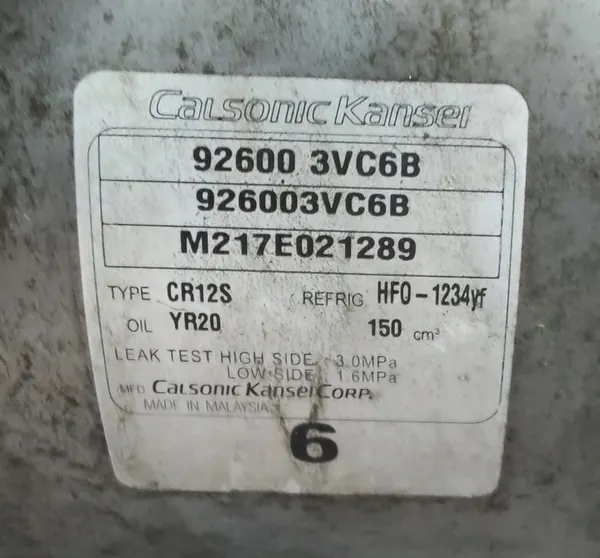 CALSONIC KANSEI
92600 3VC6B
926003VC6B
M217E021289
TYPE CR12S REFRIG HFO-1234yf
OIL YR20 150 cm³
LEAK TEST HIGH SIDE : 3.0MPa
LOW SIDE : 1.6MPa
MFD CALSONIC KANSEI CORP.
MADE IN MALAYSIA
6